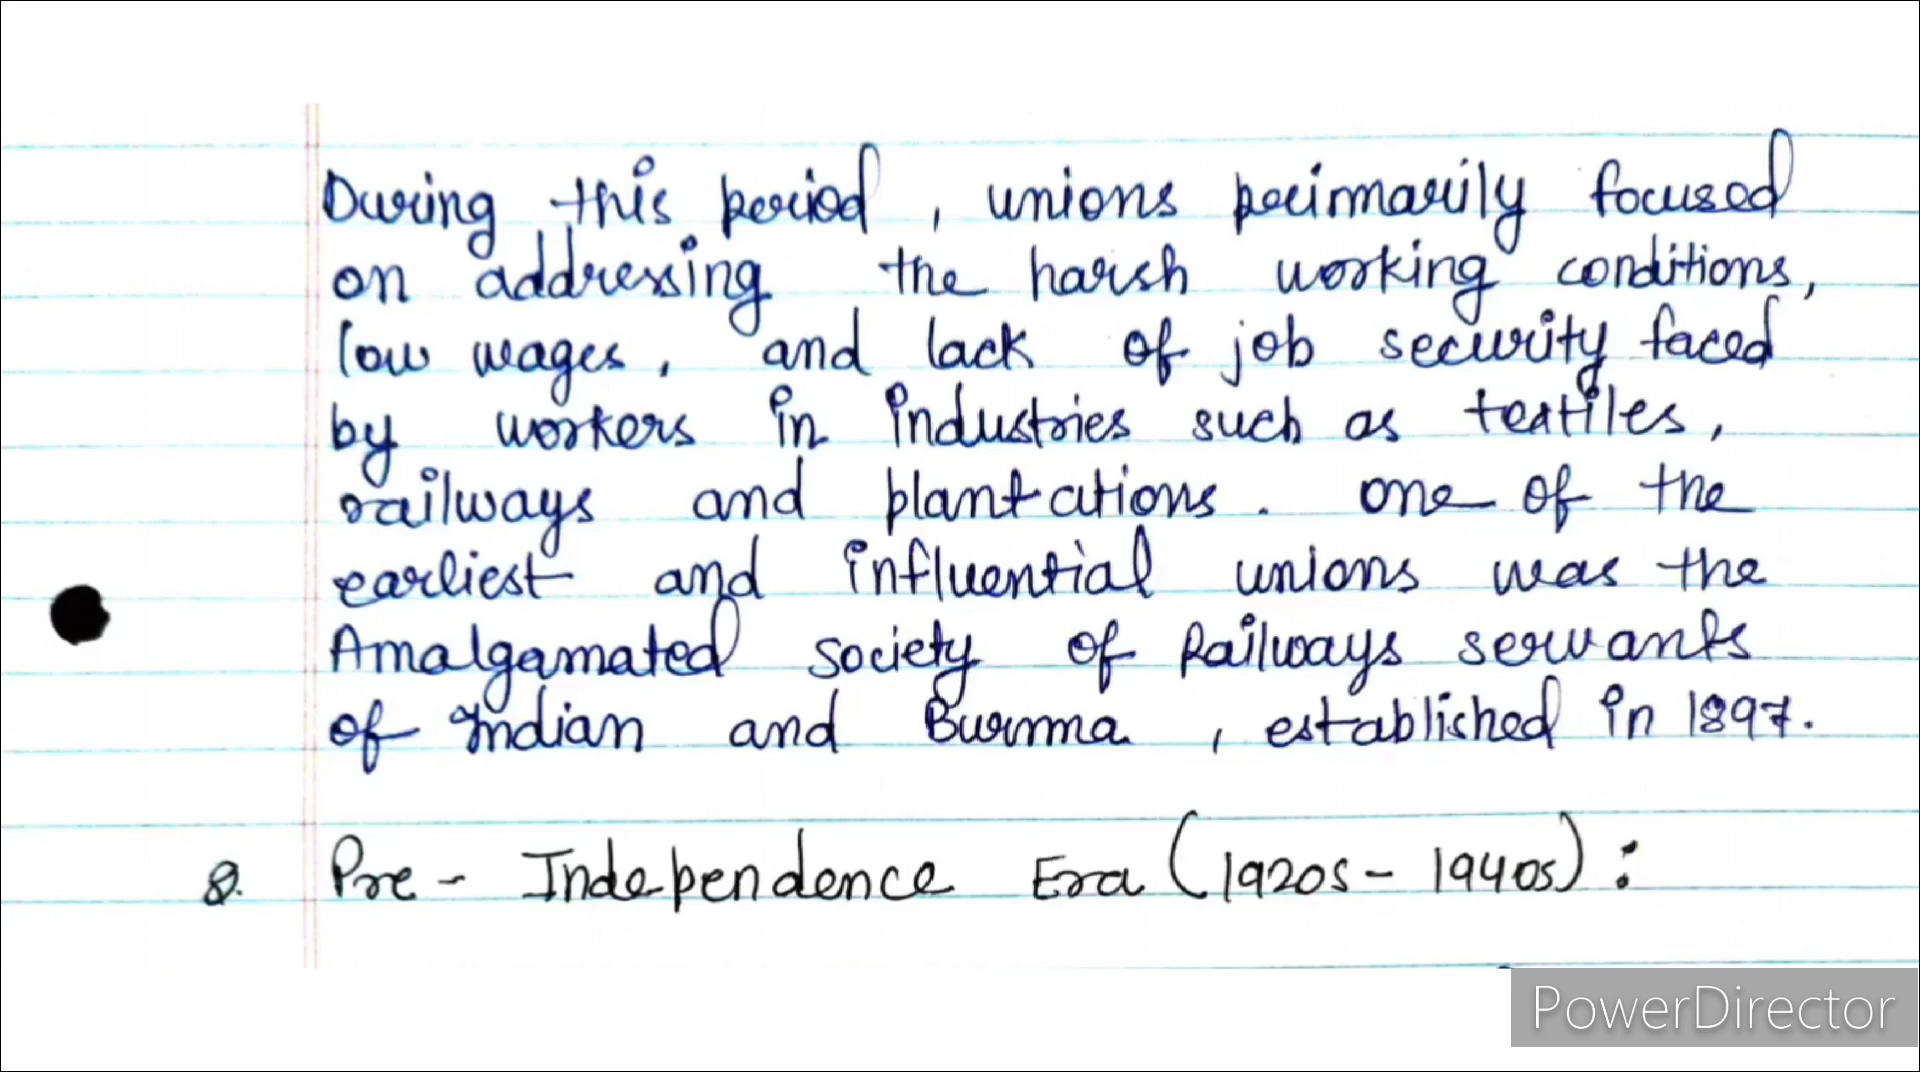 During this period, unions primarily focused
on addressing the harsh working conditions,
low wages, and lack of job security faced
by workers in industries such as textiles,
railways and plantations. one of the
earliest and influential unions was the
Amalgamated society of Railways servants
of Indian and Burma, established in 1897.
2. Pre-Independence Era (1920s-1940s):
PowerDirector